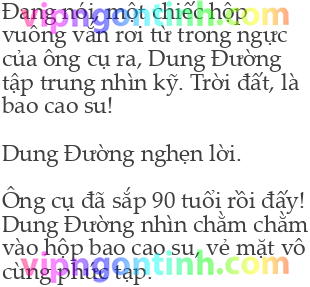 Đang nói, một chiếc hộp
vuông vắn rơi từ trong ngực
của ông cụ ra, Dung Đường
tập trung nhìn kỹ. Trời đất, là
bao cao su!
Dung Đường nghẹn lời.
Ông cụ đã sắp 90 tuổi rồi đấy!
Dung Đường nhìn chằm chằm
vào hộp bao cao su, vẻ mặt vô
cùng phức tạp.
vipngontinh.com
vipngontinh.com